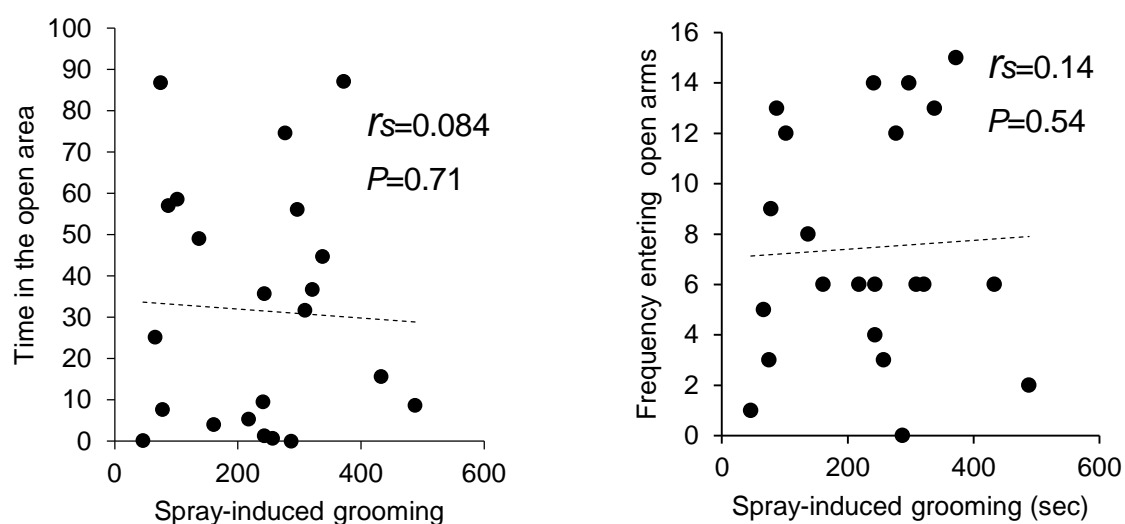 100
90
80
70
60
50
40
30
20
10
0
0 200 400 600
Time in the open area
Spray-induced grooming
rs=0.084
P=0.71
16
14
12
10
8
6
4
2
0
0 200 400 600
Frequency entering open arms
Spray-induced grooming (sec)
rs=0.14
P=0.54